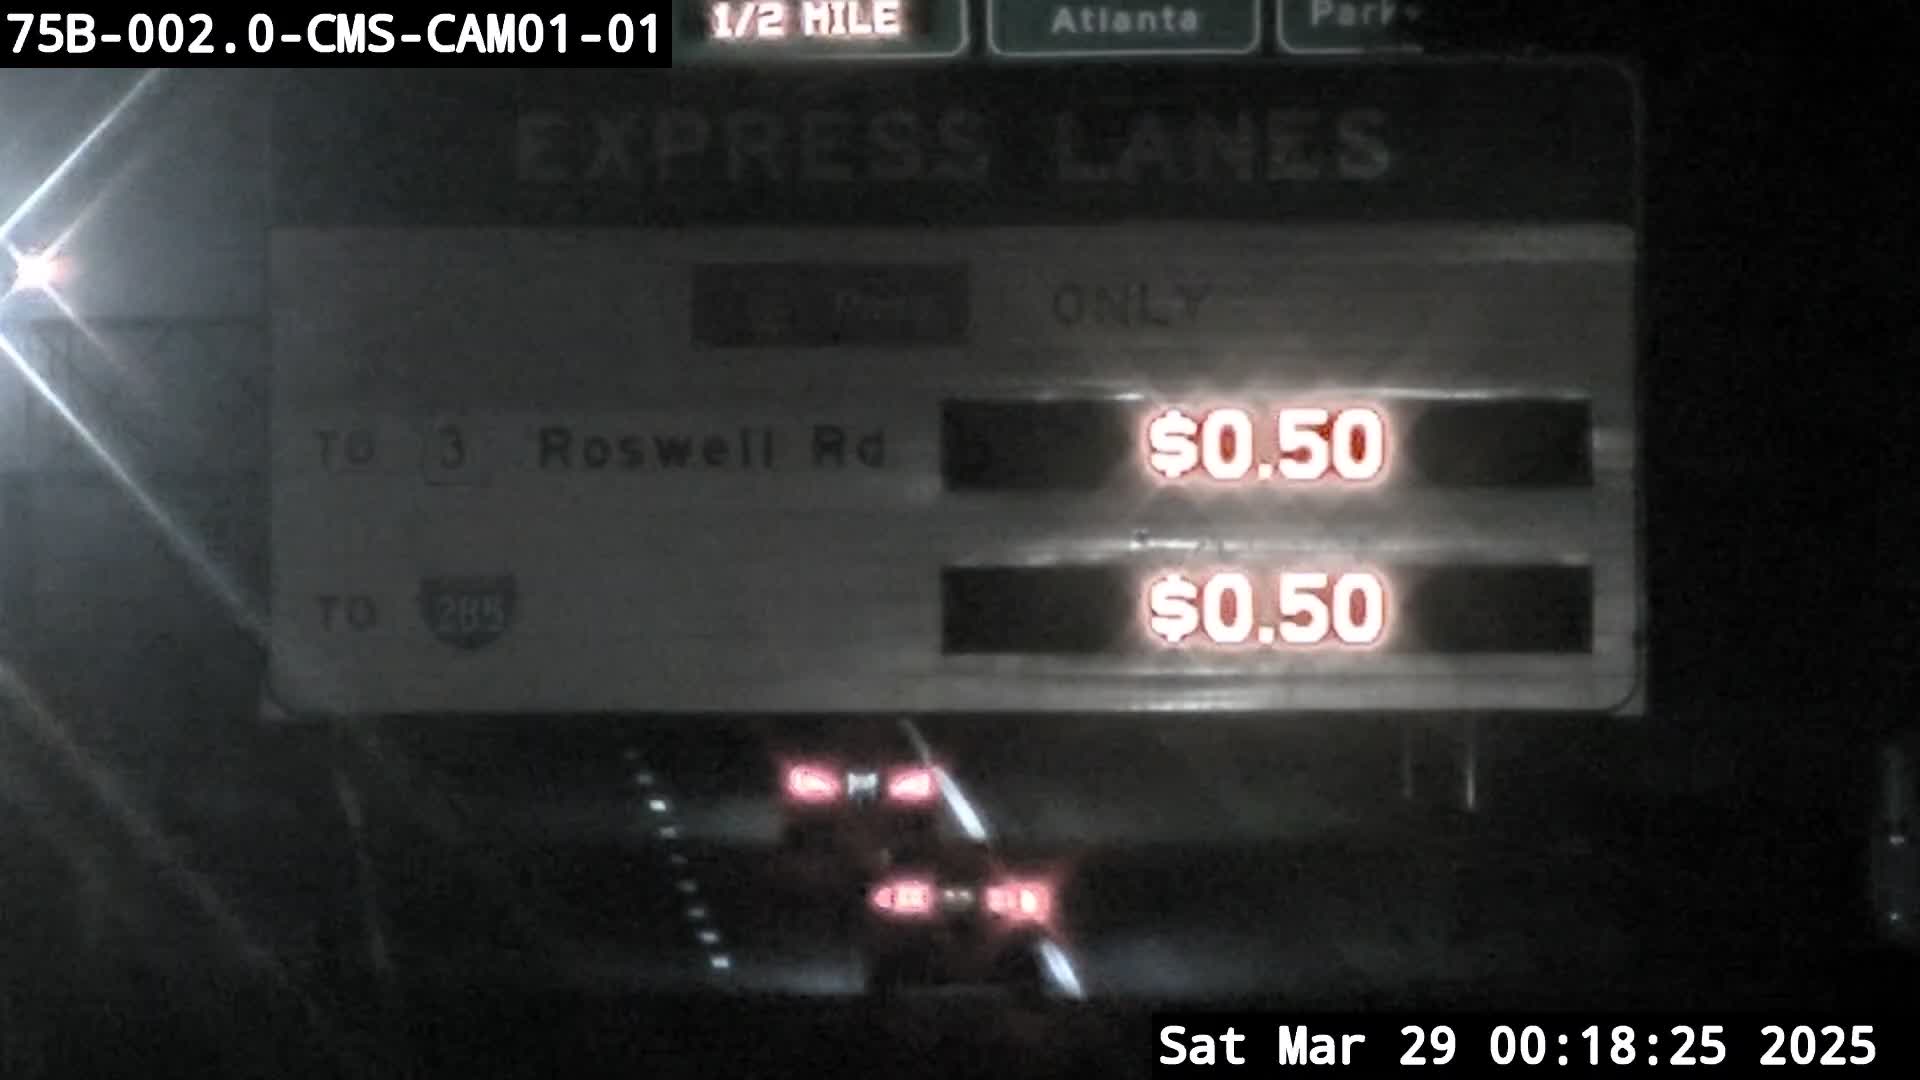 75B-002.0-CMS-CAM01-01
1/2 MILE
Atlanta
EXPRESS LANES
ONLY
TO 3 Roswell Rd $0.50
TO 285 $0.50
Sat Mar 29 00:18:25 2025